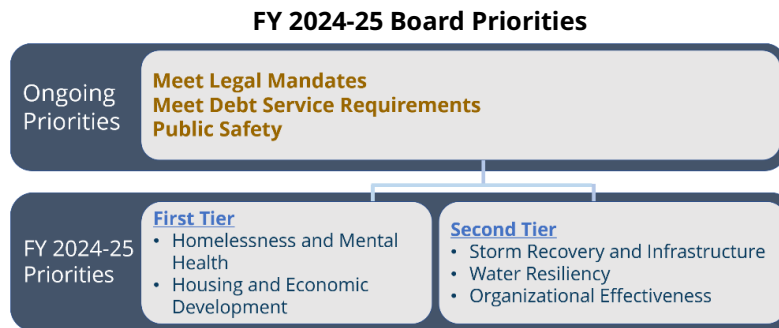 FY 2024-25 Board Priorities
Ongoing
Priorities
Meet Legal Mandates
Meet Debt Service Requirements
Public Safety
FY 2024-25
Priorities
First Tier
• Homelessness and Mental
Health
• Housing and Economic
Development
Second Tier
• Storm Recovery and Infrastructure
• Water Resiliency
• Organizational Effectiveness